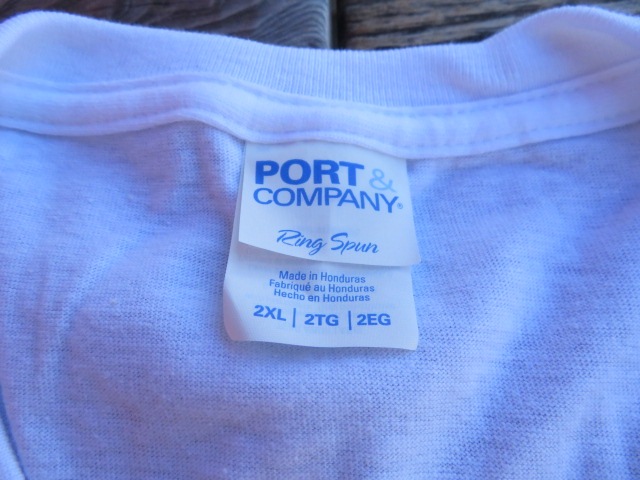 PORT &
COMPANY®
Ring Spun
Made in Honduras
Fabriqué au Honduras
Hecho en Honduras
2XL | 2TG | 2EG